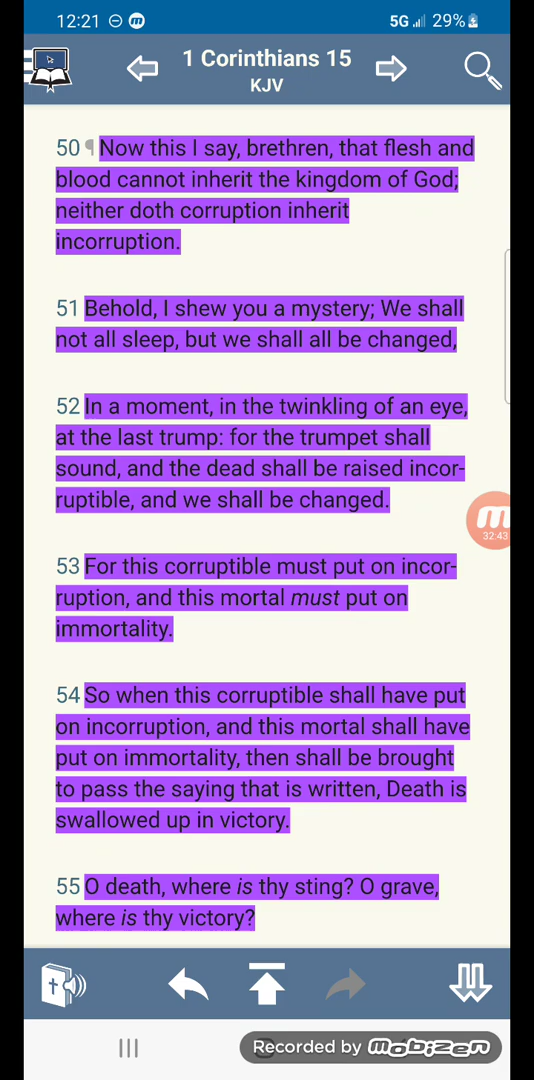 12:21
5G 29%
1 Corinthians 15
KJV
50 ¶ Now this I say, brethren, that flesh and
blood cannot inherit the kingdom of God;
neither doth corruption inherit
incorruption.
51 Behold, I shew you a mystery; We shall
not all sleep, but we shall all be changed,
52 In a moment, in the twinkling of an eye,
at the last trump: for the trumpet shall
sound, and the dead shall be raised incor-
ruptible, and we shall be changed.
53 For this corruptible must put on incor-
ruption, and this mortal must put on
immortality.
54 So when this corruptible shall have put
on incorruption, and this mortal shall have
put on immortality, then shall be brought
to pass the saying that is written, Death is
swallowed up in victory.
55 O death, where is thy sting? O grave,
where is thy victory?
32:43
Recorded by mobizen